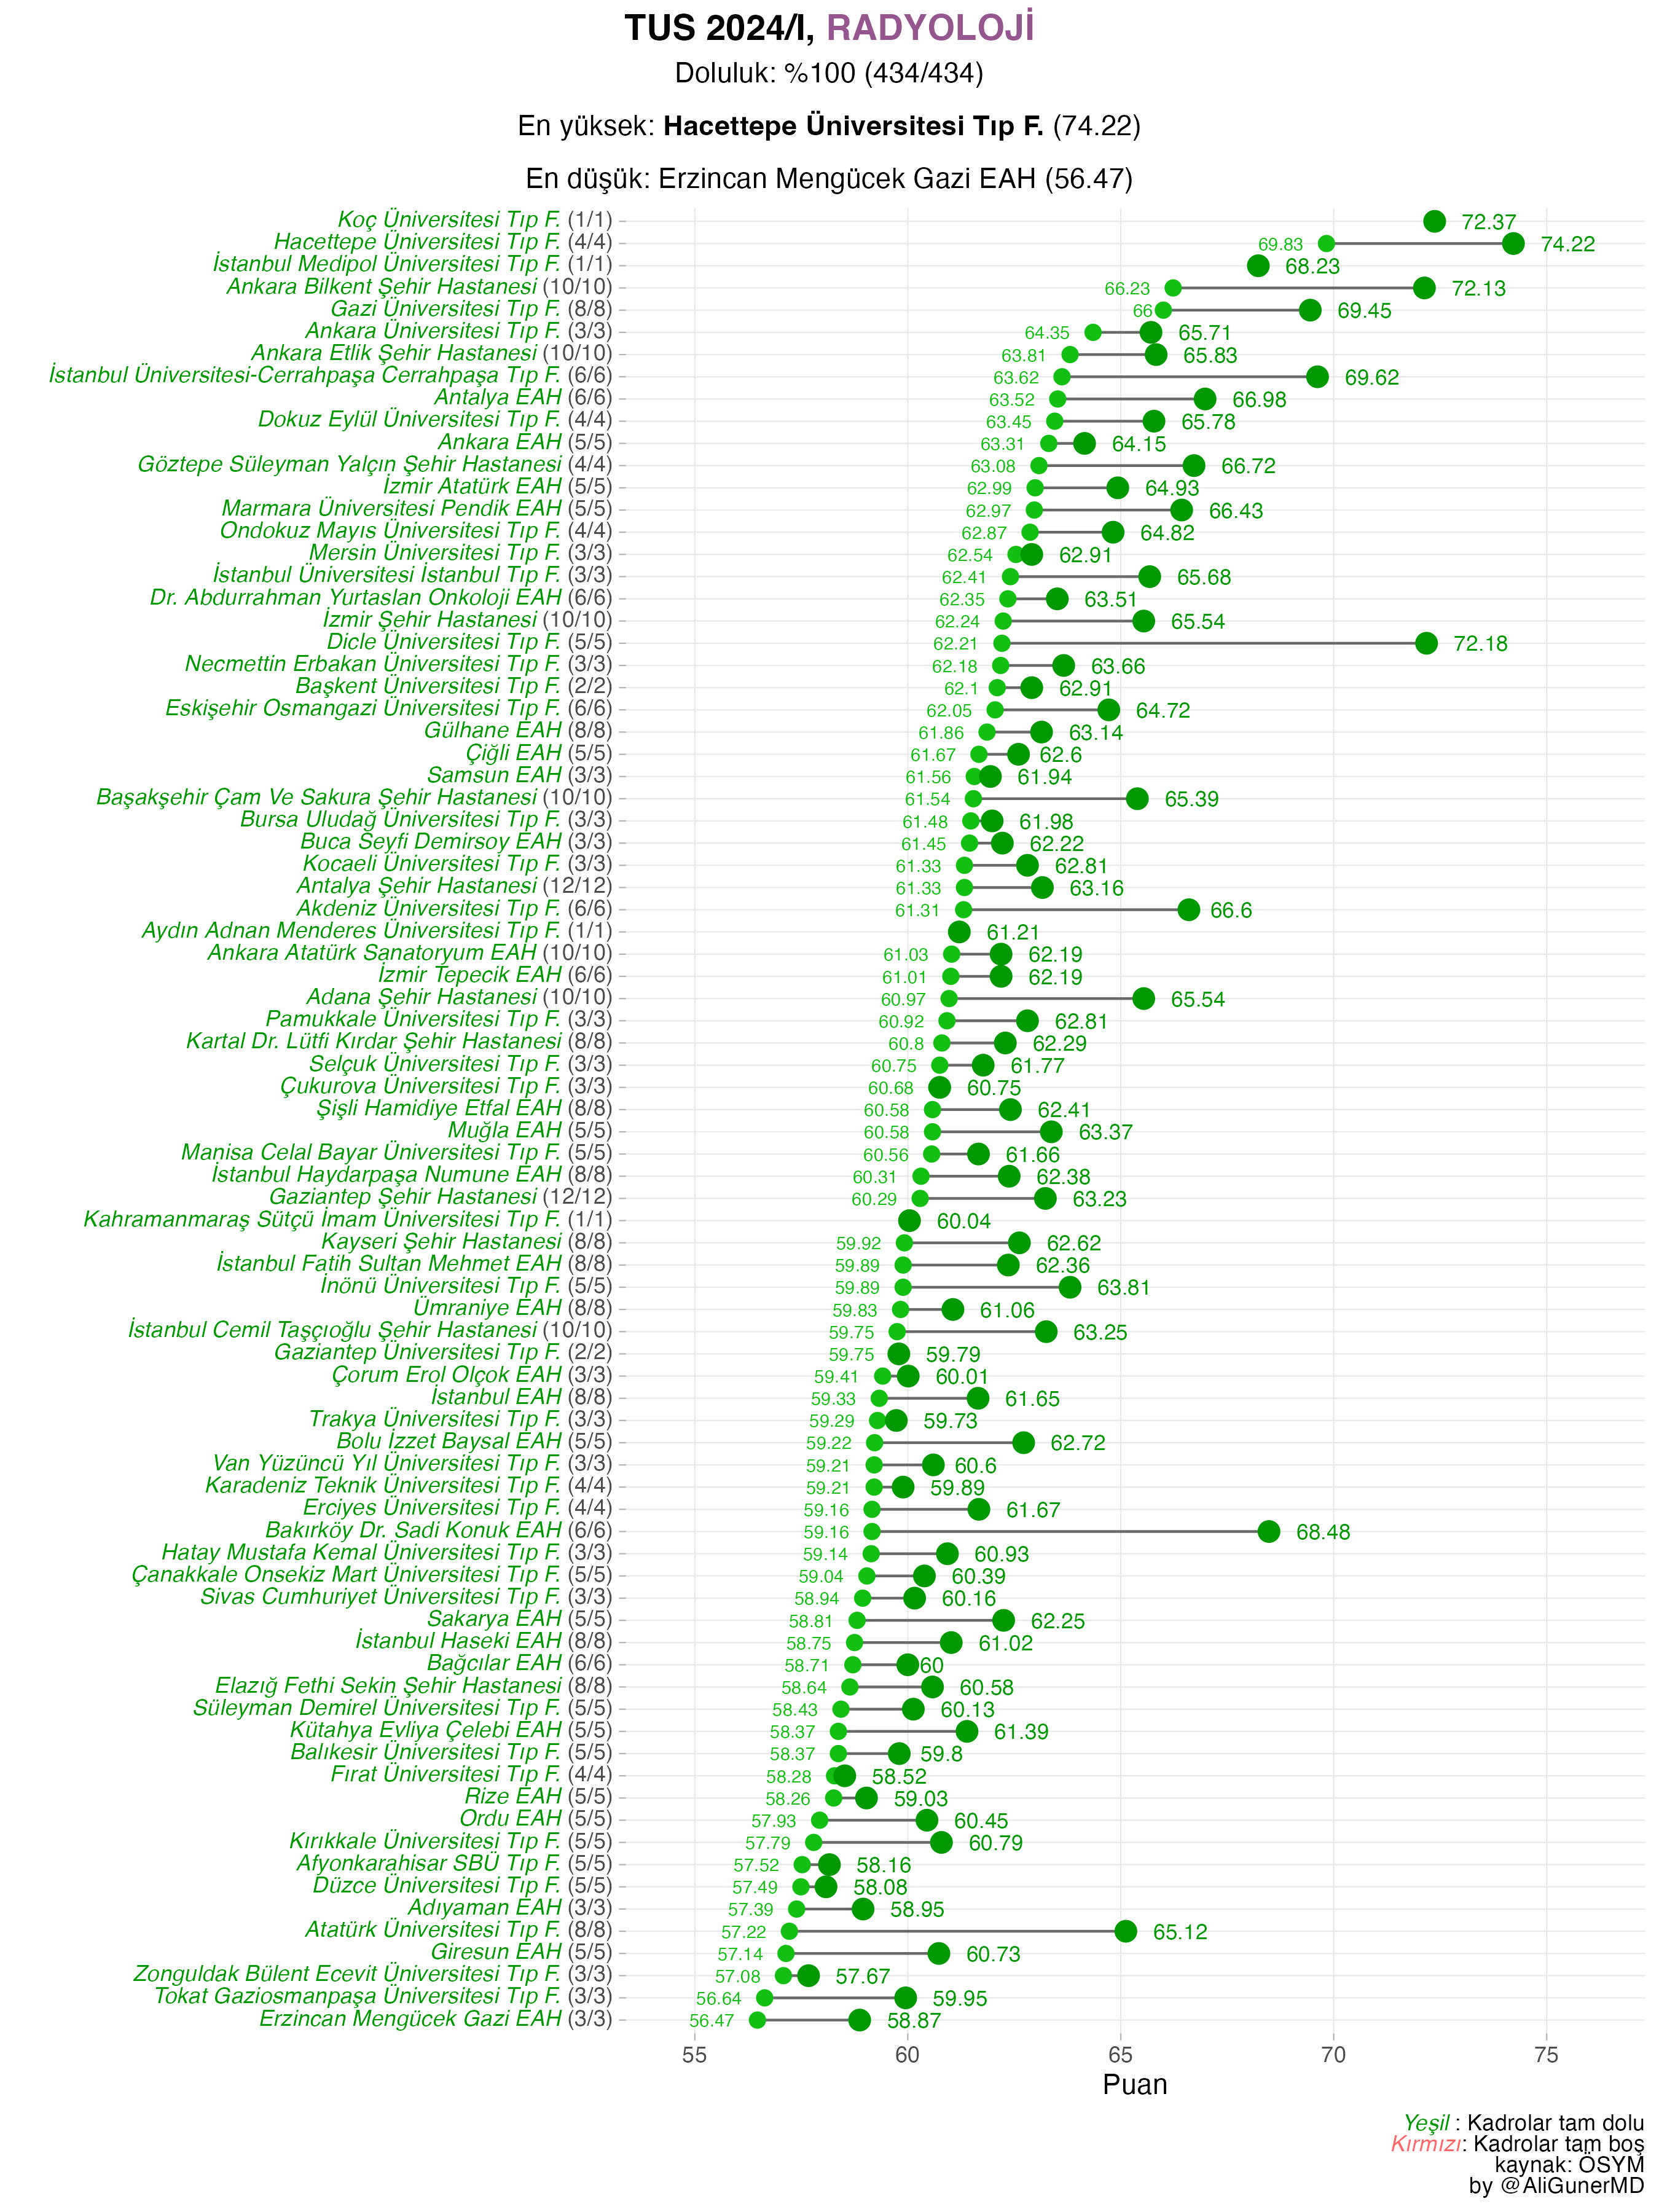 TUS 2024/I, RADYOLOJİ
Doluluk: %100 (434/434)
En yüksek: Hacettepe Üniversitesi Tıp F. (74.22)
En düşük: Erzincan Mengücek Gazi EAH (56.47)
Koç Üniversitesi Tıp F. (1/1) 72.37
Hacettepe Üniversitesi Tıp F. (4/4) 69.83 74.22
İstanbul Medipol Üniversitesi Tıp F. (1/1) 68.23
Ankara Bilkent Şehir Hastanesi (10/10) 66.23 72.13
Gazi Üniversitesi Tıp F. (8/8) 66 69.45
Ankara Üniversitesi Tıp F. (3/3) 64.35 65.71
Ankara Etlik Şehir Hastanesi (10/10) 63.81 65.83
İstanbul Üniversitesi-Cerrahpaşa Cerrahpaşa Tıp F. (6/6) 63.62 69.62
Antalya EAH (6/6) 63.52 66.98
Dokuz Eylül Üniversitesi Tıp F. (4/4) 63.45 65.78
Ankara EAH (5/5) 63.31 64.15
Göztepe Süleyman Yalçın Şehir Hastanesi (4/4) 63.08 66.72
İzmir Atatürk EAH (5/5) 62.99 64.93
Marmara Üniversitesi Pendik EAH (5/5) 62.97 66.43
Ondokuz Mayıs Üniversitesi Tıp F. (4/4) 62.87 64.82
Mersin Üniversitesi Tıp F. (3/3) 62.54 62.91
İstanbul Üniversitesi İstanbul Tıp F. (3/3) 62.41 65.68
Dr. Abdurrahman Yurtaslan Onkoloji EAH (6/6) 62.35 63.51
İzmir Şehir Hastanesi (10/10) 62.24 65.54
Dicle Üniversitesi Tıp F. (5/5) 62.21 72.18
Necmettin Erbakan Üniversitesi Tıp F. (3/3) 62.18 63.66
Başkent Üniversitesi Tıp F. (2/2) 62.1 62.91
Eskişehir Osmangazi Üniversitesi Tıp F. (6/6) 62.05 64.72
Gülhane EAH (8/8) 61.86 63.14
Çiğli EAH (5/5) 61.67 62.6
Samsun EAH (3/3) 61.56 61.94
Başakşehir Çam Ve Sakura Şehir Hastanesi (10/10) 61.54 65.39
Bursa Uludağ Üniversitesi Tıp F. (3/3) 61.48 61.98
Buca Seyfi Demirsoy EAH (3/3) 61.45 62.22
Kocaeli Üniversitesi Tıp F. (3/3) 61.33 62.81
Antalya Şehir Hastanesi (12/12) 61.33 63.16
Akdeniz Üniversitesi Tıp F. (6/6) 61.31 66.6
Aydın Adnan Menderes Üniversitesi Tıp F. (1/1) 61.21
Ankara Atatürk Sanatoryum EAH (10/10) 61.03 62.19
İzmir Tepecik EAH (6/6) 61.01 62.19
Adana Şehir Hastanesi (10/10) 60.97 65.54
Pamukkale Üniversitesi Tıp F. (3/3) 60.92 62.81
Kartal Dr. Lütfi Kırdar Şehir Hastanesi (8/8) 60.8 62.29
Selçuk Üniversitesi Tıp F. (3/3) 60.75 61.77
Çukurova Üniversitesi Tıp F. (3/3) 60.68 60.75
Şişli Hamidiye Etfal EAH (8/8) 60.58 62.41
Muğla EAH (5/5) 60.58 63.37
Manisa Celal Bayar Üniversitesi Tıp F. (5/5) 60.56 61.66
İstanbul Haydarpaşa Numune EAH (8/8) 60.31 62.38
Gaziantep Şehir Hastanesi (12/12) 60.29 63.23
Kahramanmaraş Sütçü İmam Üniversitesi Tıp F. (1/1) 60.04
Kayseri Şehir Hastanesi (8/8) 59.92 62.62
İstanbul Fatih Sultan Mehmet EAH (8/8) 59.89 62.36
İnönü Üniversitesi Tıp F. (5/5) 59.89 63.81
Ümraniye EAH (8/8) 59.83 61.06
İstanbul Cemil Taşçıoğlu Şehir Hastanesi (10/10) 59.75 63.25
Gaziantep Üniversitesi Tıp F. (2/2) 59.75 59.79
Çorum Erol Olçok EAH (3/3) 59.41 60.01
İstanbul EAH (8/8) 59.33 61.65
Trakya Üniversitesi Tıp F. (3/3) 59.29 59.73
Bolu İzzet Baysal EAH (5/5) 59.22 62.72
Van Yüzüncü Yıl Üniversitesi Tıp F. (3/3) 59.21 60.6
Karadeniz Teknik Üniversitesi Tıp F. (4/4) 59.21 59.89
Erciyes Üniversitesi Tıp F. (4/4) 59.16 61.67
Bakırköy Dr. Sadi Konuk EAH (6/6) 59.16 68.48
Hatay Mustafa Kemal Üniversitesi Tıp F. (3/3) 59.14 60.93
Çanakkale Onsekiz Mart Üniversitesi Tıp F. (5/5) 59.04 60.39
Sivas Cumhuriyet Üniversitesi Tıp F. (3/3) 58.94 60.16
Sakarya EAH (5/5) 58.81 62.25
İstanbul Haseki EAH (8/8) 58.75 61.02
Bağcılar EAH (6/6) 58.71 60
Elazığ Fethi Sekin Şehir Hastanesi (8/8) 58.64 60.58
Süleyman Demirel Üniversitesi Tıp F. (5/5) 58.43 60.13
Kütahya Evliya Çelebi EAH (5/5) 58.37 61.39
Balıkesir Üniversitesi Tıp F. (5/5) 58.37 59.8
Fırat Üniversitesi Tıp F. (4/4) 58.28 58.52
Rize EAH (5/5) 58.26 59.03
Ordu EAH (5/5) 57.93 60.45
Kırıkkale Üniversitesi Tıp F. (5/5) 57.79 60.79
Afyonkarahisar SBÜ Tıp F. (5/5) 57.52 58.16
Düzce Üniversitesi Tıp F. (5/5) 57.49 58.08
Adıyaman EAH (3/3) 57.39 58.95
Atatürk Üniversitesi Tıp F. (8/8) 57.22 65.12
Giresun EAH (5/5) 57.14 60.73
Zonguldak Bülent Ecevit Üniversitesi Tıp F. (3/3) 57.08 57.67
Tokat Gaziosmanpaşa Üniversitesi Tıp F. (3/3) 56.64 59.95
Erzincan Mengücek Gazi EAH (3/3) 56.47 58.87
55 60 65 70 75
Puan
Yeşil : Kadrolar tam dolu
Kırmızı: Kadrolar tam boş
kaynak: ÖSYM
by @AliGunerMD